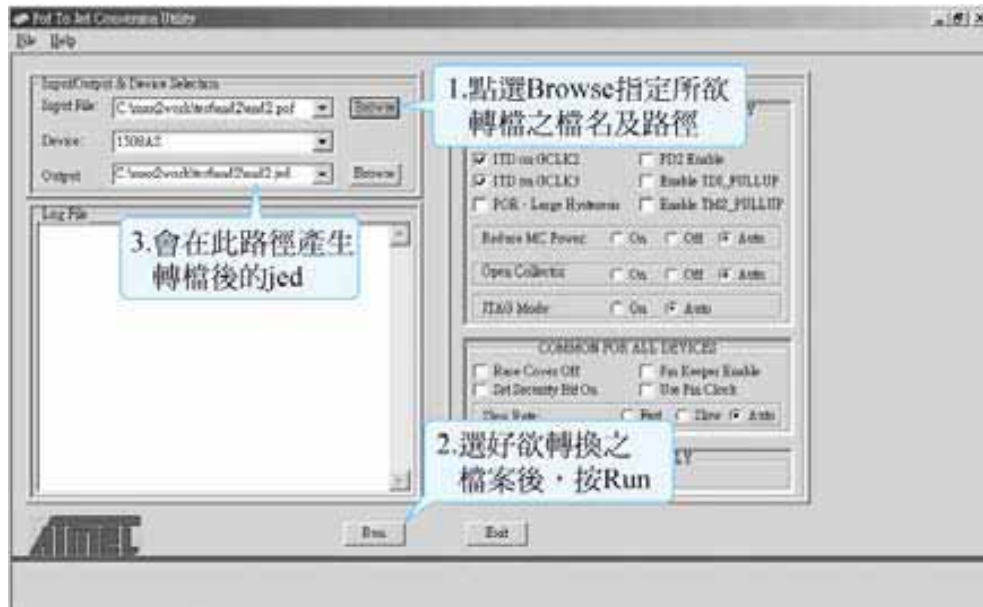 Pof To Jed Conversion Utility
File Help
Input/Output & Device Selection
Input File:
Browse
Device:
1508AS
Output
Browse
1.點選Browse指定所欲
轉檔之檔名及路徑
ITD on GCLK2
PD2 Enable
ITD on GCLK3
Enable TDI_PULLUP
POR - Large Hysteresis
Enable TMS_PULLUP
Log File
3.會在此路徑產生
轉檔後的jed
Reduce MC Power:
On Off Auto
Open Collector
On Off Auto
JTAG Mode
On Auto
COMMON FOR ALL DEVICES
Pin Keeper Enable
Set Security Bit On
Use Pin Clock
Slow Auto
2.選好欲轉換之
檔案後，按Run
ATMEL
Run
Exit